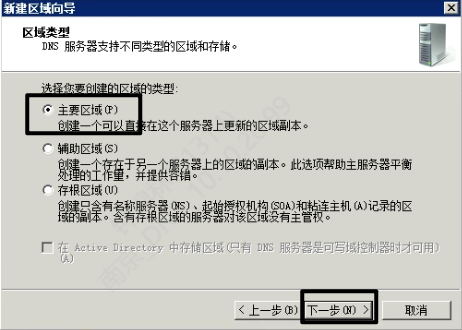 新建区域向导
区域类型
DNS 服务器支持不同类型的区域和存储。
选择您要创建的区域的类型:
主要区域(P)
创建一个可以直接在这个服务器上更新的区域副本。
辅助区域(S)
创建一个存在于另一个服务器上的区域的副本。此选项帮助主服务器平衡
处理的工作量，并提供容错。
存根区域(U)
创建只含有名称服务器(NS)、起始授权机构(SOA)和粘连主机(A)记录的区
域的副本。含有存根区域的服务器对该区域没有主管权。
在 Active Directory 中存储区域(只有 DNS 服务器是可写域控制器时才可用)
(A)
< 上一步(B) 下一步(N) > 取消